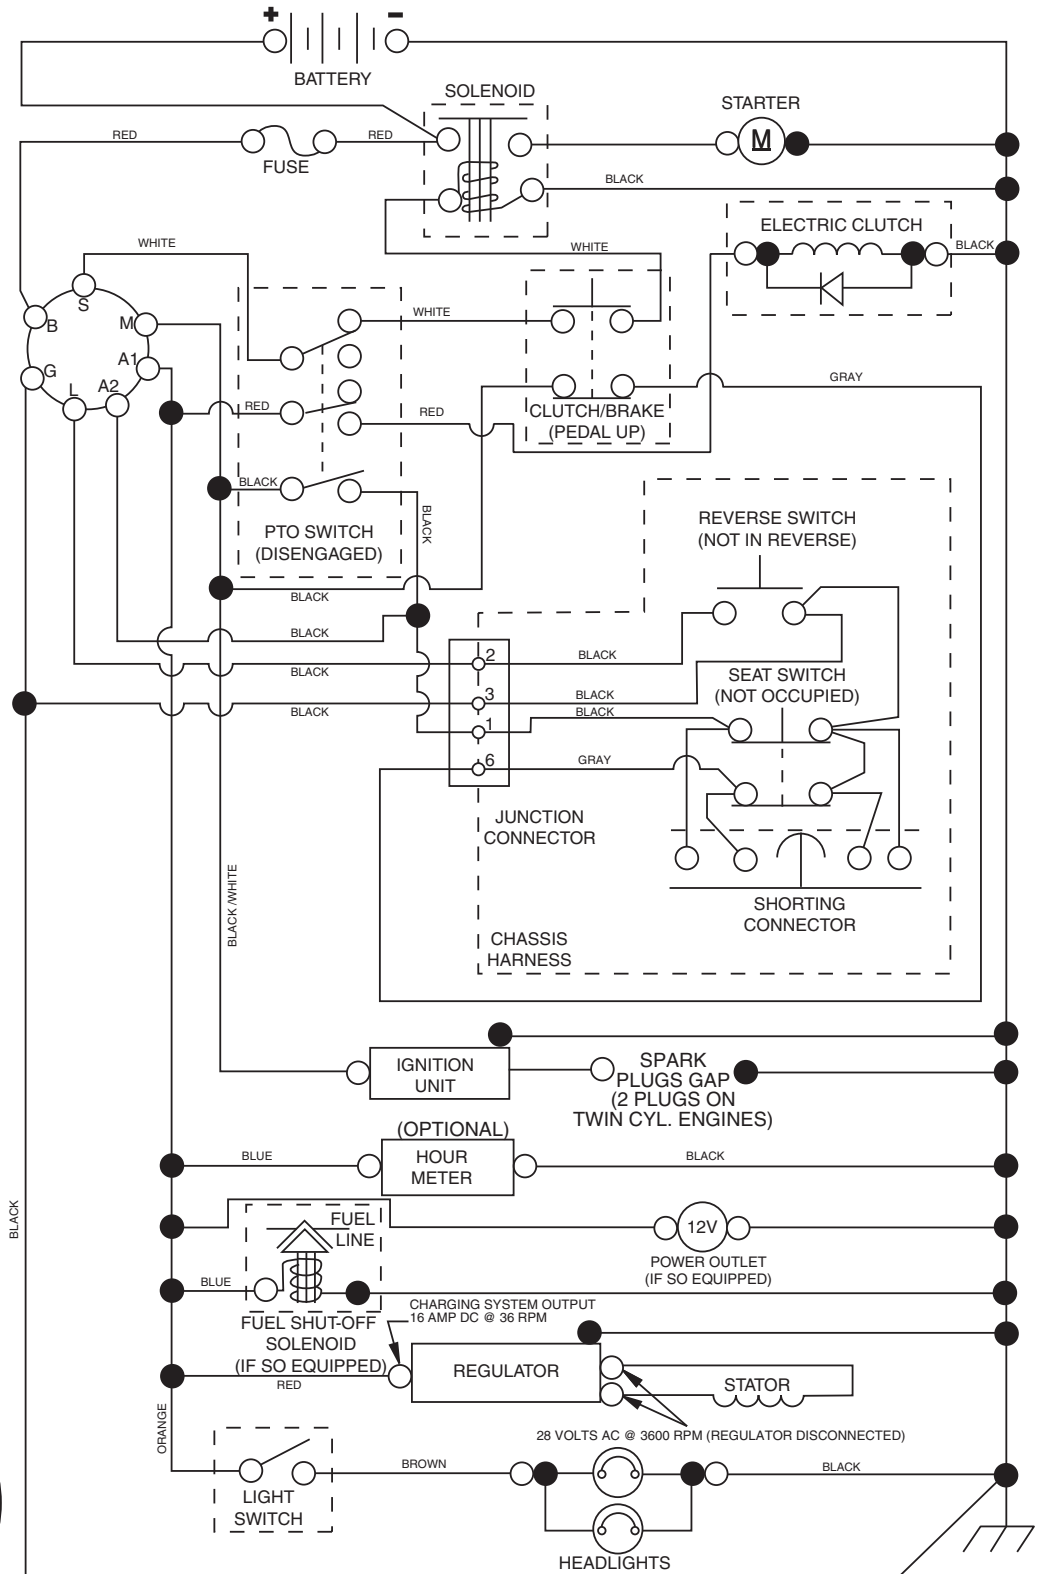 + −
BATTERY
SOLENOID
STARTER
RED
RED
FUSE
M
BLACK
ELECTRIC CLUTCH
WHITE
WHITE
BLACK
S
B
M
WHITE
A1
G
A2
L
GRAY
RED
RED
CLUTCH/BRAKE
(PEDAL UP)
BLACK
PTO SWITCH
(DISENGAGED)
BLACK
REVERSE SWITCH
(NOT IN REVERSE)
BLACK
BLACK
2
BLACK
BLACK
SEAT SWITCH
(NOT OCCUPIED)
3
BLACK
BLACK
1
BLACK
6
GRAY
JUNCTION
CONNECTOR
BLACK /WHITE
SHORTING
CONNECTOR
CHASSIS
HARNESS
IGNITION
UNIT
SPARK
PLUGS GAP
(2 PLUGS ON
TWIN CYL. ENGINES)
(OPTIONAL)
HOUR
METER
BLUE
BLACK
BLACK
FUEL
LINE
12V
POWER OUTLET
(IF SO EQUIPPED)
BLUE
CHARGING SYSTEM OUTPUT
16 AMP DC @ 36 RPM
FUEL SHUT-OFF
SOLENOID
(IF SO EQUIPPED)
RED
REGULATOR
STATOR
ORANGE
28 VOLTS AC @ 3600 RPM (REGULATOR DISCONNECTED)
BROWN
BLACK
LIGHT
SWITCH
HEADLIGHTS